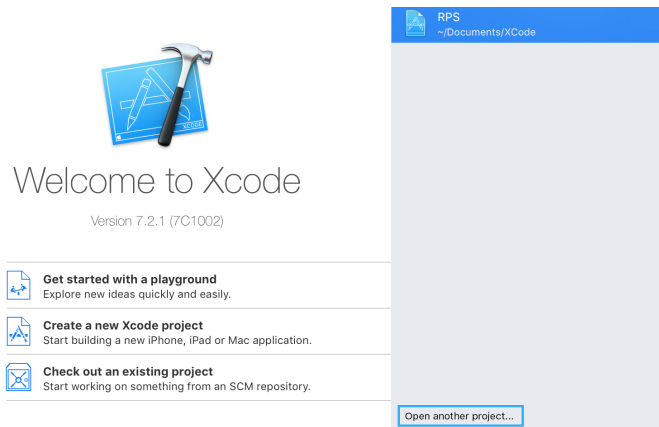 XCODE
Welcome to Xcode
Version 7.2.1 (7C1002)
Get started with a playground
Explore new ideas quickly and easily.
Create a new Xcode project
Start building a new iPhone, iPad or Mac application.
Check out an existing project
Start working on something from an SCM repository.
RPS
~/Documents/XCode
Open another project...